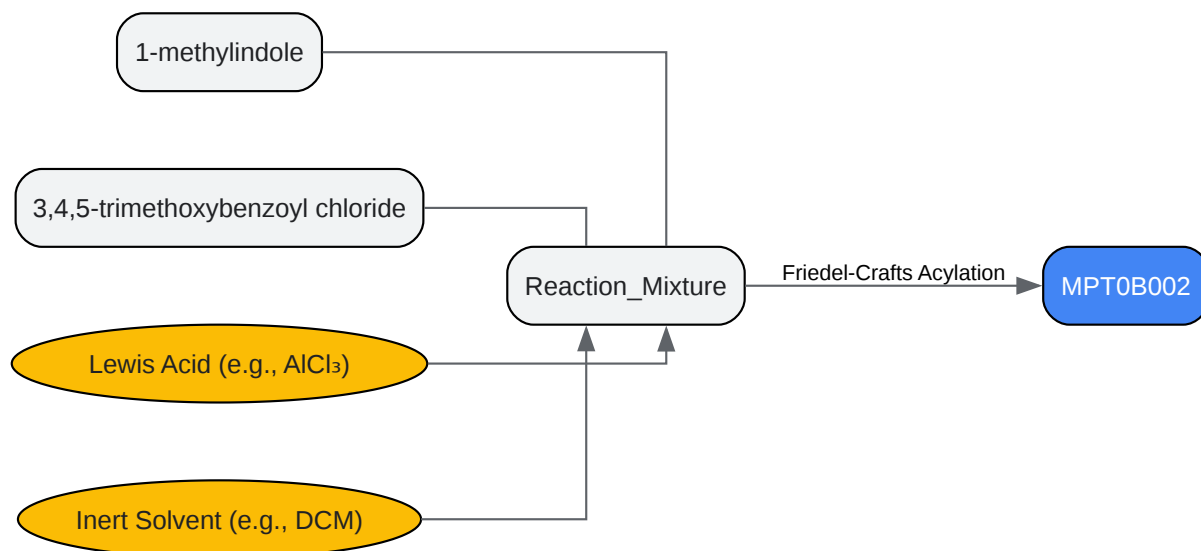 1-methylindole
3,4,5-trimethoxybenzoyl chloride
Reaction_Mixture
Friedel-Crafts Acylation
MPT0B002
Lewis Acid (e.g., AlCl₃)
Inert Solvent (e.g., DCM)